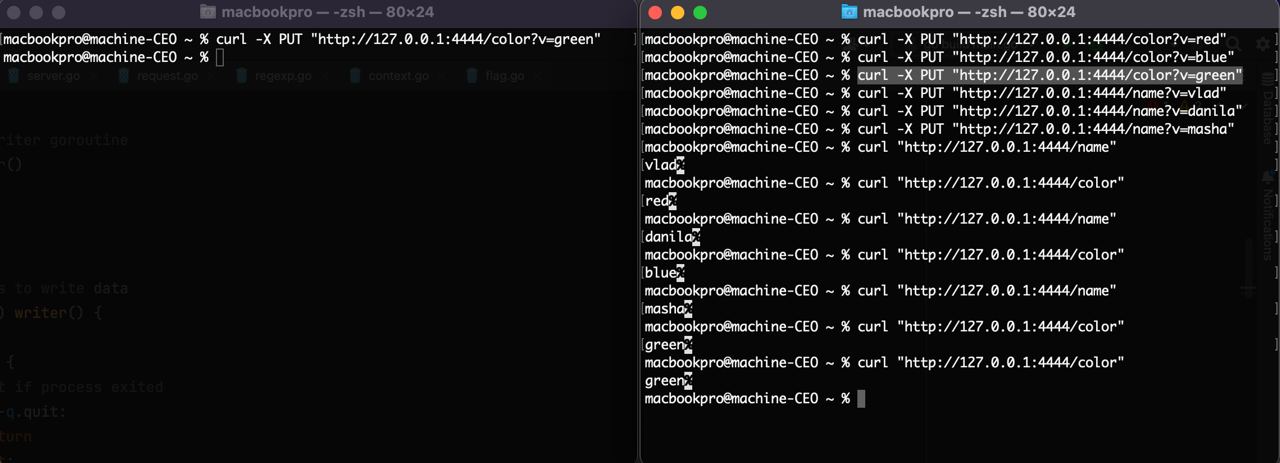 macbookpro — -zsh — 80×24
macbookpro@machine-CEO ~ % curl -X PUT "http://127.0.0.1:4444/color?v=green"
macbookpro@machine-CEO ~ %
server.go
request.go
regexp.go
context.go
flag.go
riter goroutine
r()
s to write data
) writer() {
{
t if process exited
-q.quit:
turn
t:
macbookpro — -zsh — 80×24
macbookpro@machine-CEO ~ % curl -X PUT "http://127.0.0.1:4444/color?v=red"
macbookpro@machine-CEO ~ % curl -X PUT "http://127.0.0.1:4444/color?v=blue"
macbookpro@machine-CEO ~ % curl -X PUT "http://127.0.0.1:4444/color?v=green"
macbookpro@machine-CEO ~ % curl -X PUT "http://127.0.0.1:4444/name?v=vlad"
macbookpro@machine-CEO ~ % curl -X PUT "http://127.0.0.1:4444/name?v=danila"
macbookpro@machine-CEO ~ % curl -X PUT "http://127.0.0.1:4444/name?v=masha"
macbookpro@machine-CEO ~ % curl "http://127.0.0.1:4444/name"
vlad%
macbookpro@machine-CEO ~ % curl "http://127.0.0.1:4444/color"
red%
macbookpro@machine-CEO ~ % curl "http://127.0.0.1:4444/name"
danila%
macbookpro@machine-CEO ~ % curl "http://127.0.0.1:4444/color"
blue%
macbookpro@machine-CEO ~ % curl "http://127.0.0.1:4444/name"
masha%
macbookpro@machine-CEO ~ % curl "http://127.0.0.1:4444/color"
green%
macbookpro@machine-CEO ~ % curl "http://127.0.0.1:4444/color"
green%
macbookpro@machine-CEO ~ %
Database
Notifications